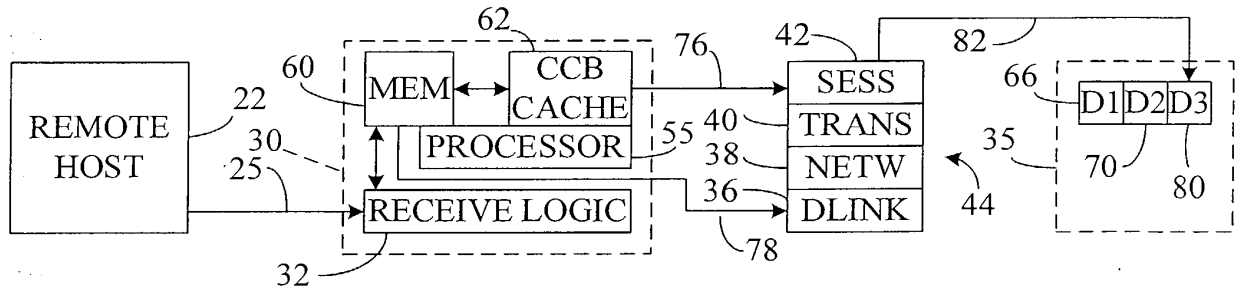 62
42
76
82
60
MEM
CCB
CACHE
SESS
66
D1
D2
D3
22
REMOTE
HOST
30
PROCESSOR
55
40
TRANS
38
NETW
35
70
80
25
36
44
RECEIVE LOGIC
DLINK
32
78